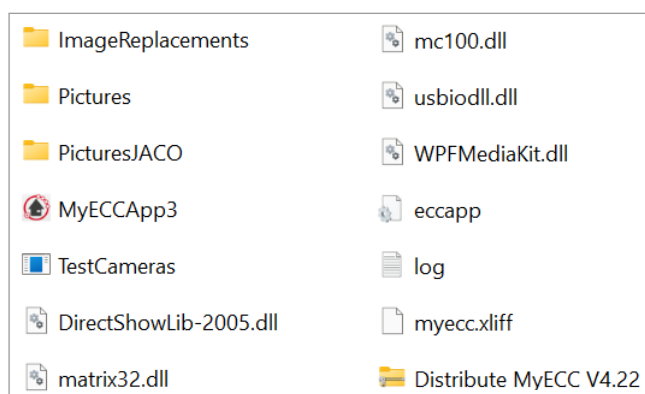 ImageReplacements
Pictures
PicturesJACO
MyECCApp3
TestCameras
DirectShowLib-2005.dll
matrix32.dll
mc100.dll
usbiodll.dll
WPFMediaKit.dll
eccapp
log
myecc.xliff
Distribute MyECC V4.22